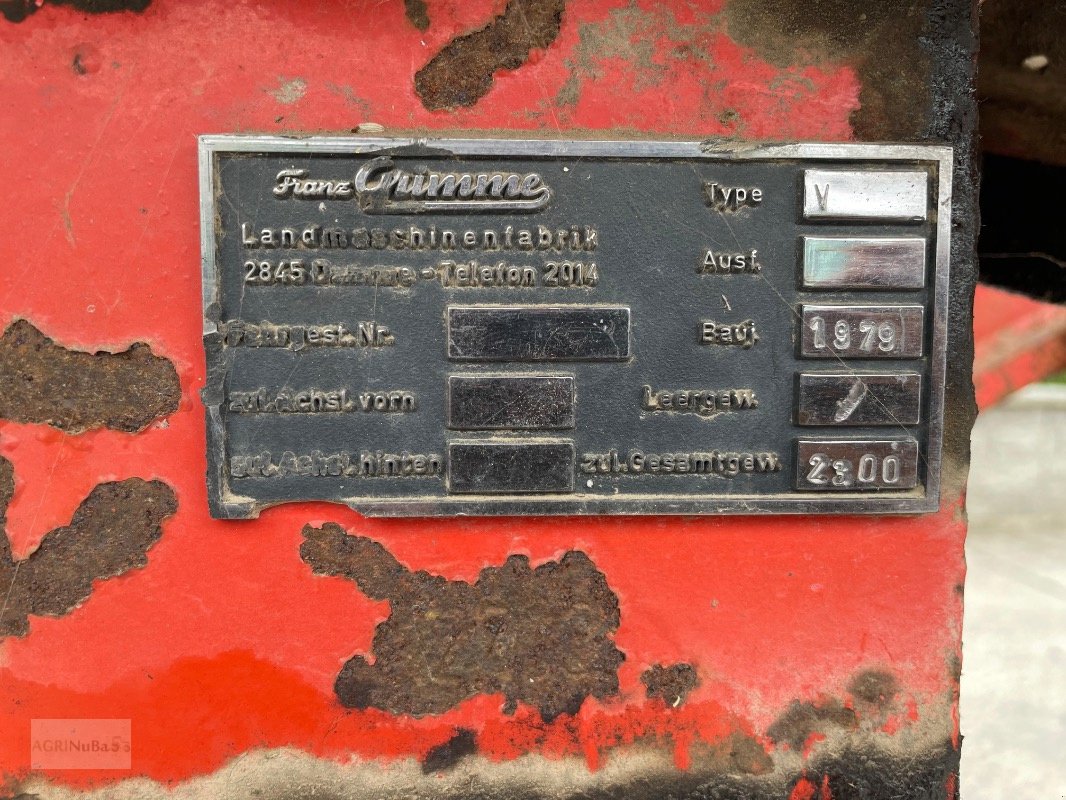 Franz Grimme
Landmaschinenfabrik
2845 Damme - Telefon 2014
Fahrgest. Nr.
zul. Achsl. vorn
zul. Achsl. hinten
Type V
Ausf.
Bauj. 1979
Leergew. /
zul. Gesamtgew. 2300
AGRINuBa